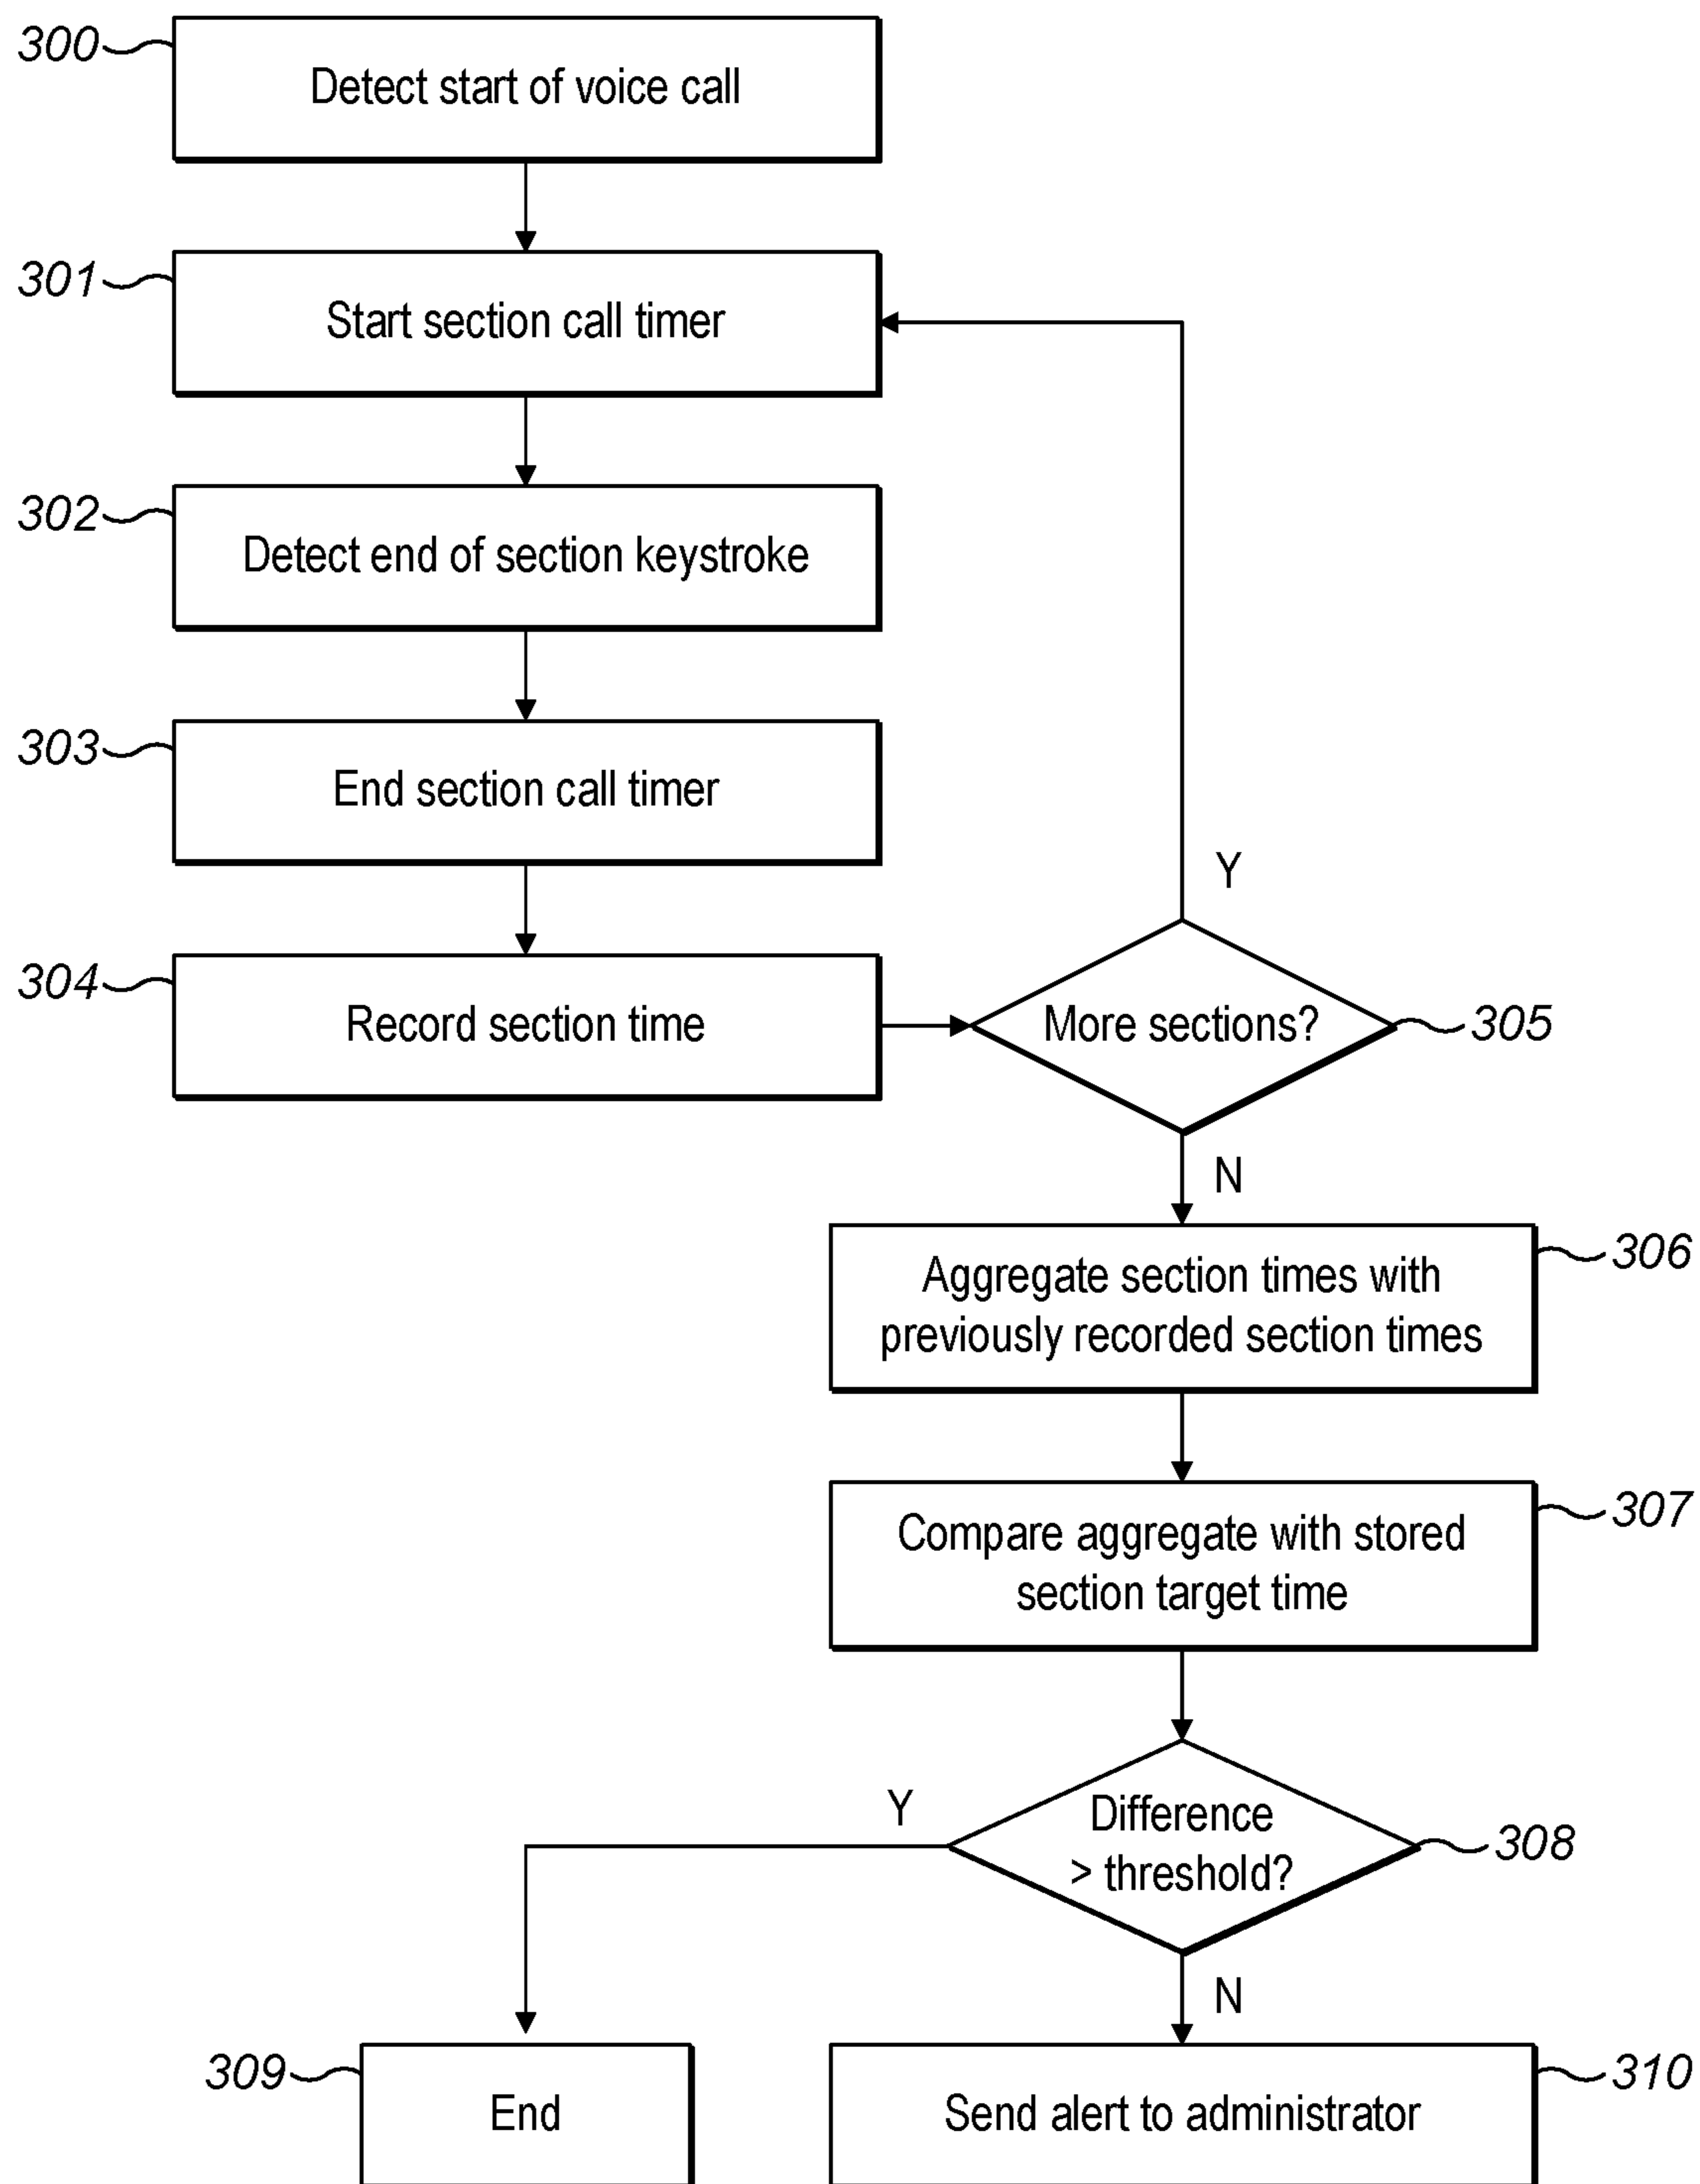 300
Detect start of voice call
301
Start section call timer
302
Detect end of section keystroke
303
End section call timer
Y
304
Record section time
More sections?
305
N
306
Aggregate section times with
previously recorded section times
307
Compare aggregate with stored
section target time
Y
Difference
> threshold?
308
N
309
End
310
Send alert to administrator